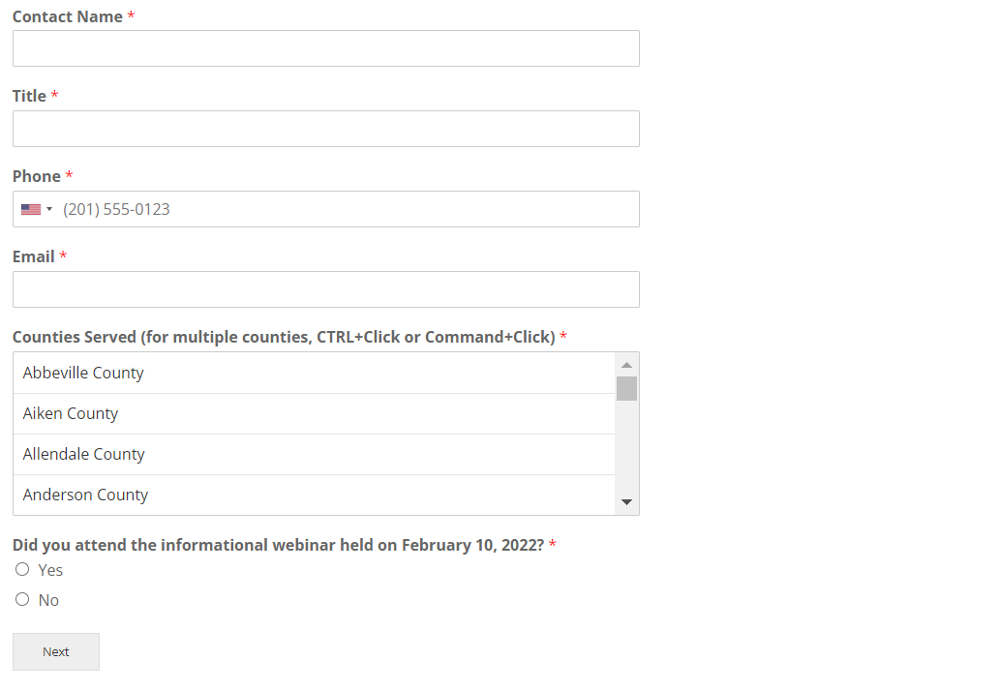 Contact Name *
Title *
Phone *
(201) 555-0123
Email *
Counties Served (for multiple counties, CTRL+Click or Command+Click) *
Abbeville County
Aiken County
Allendale County
Anderson County
Did you attend the informational webinar held on February 10, 2022? *
Yes
No
Next